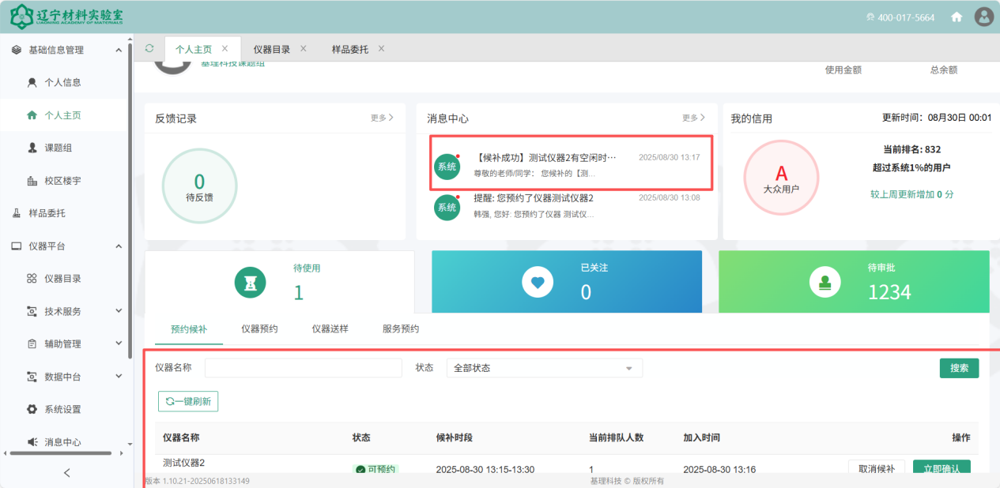 辽宁材料实验室
LIAONING ACADEMY OF MATERIALS
400-017-5664
基础信息管理
个人信息
个人主页
课题组
校区楼宇
样品委托
仪器平台
仪器目录
技术服务
辅助管理
数据中台
系统设置
消息中心
个人主页
仪器目录
样品委托
基理科技课题组
使用金额
总余额
反馈记录
更多
0
待反馈
消息中心
更多
系统
【候补成功】测试仪器2有空闲时…
2025/08/30 13:17
尊敬的老师/同学： 您候补的【测...
系统
提醒: 您预约了仪器测试仪器2
2025/08/30 13:08
韩强, 您好: 您预约了仪器 测试仪...
我的信用
更新时间：08月30日 00:01
A
大众用户
当前排名: 832
超过系统1%的用户
较上周更新增加 0 分
待使用
1
已关注
0
待审批
1234
预约候补
仪器预约
仪器送样
服务预约
仪器名称
状态
全部状态
搜索
一键刷新
仪器名称
状态
候补时段
当前排队人数
加入时间
操作
测试仪器2
可预约
2025-08-30 13:15-13:30
1
2025-08-30 13:16
取消候补
立即确认
版本 1.10.21-20250618133149
基理科技 © 版权所有